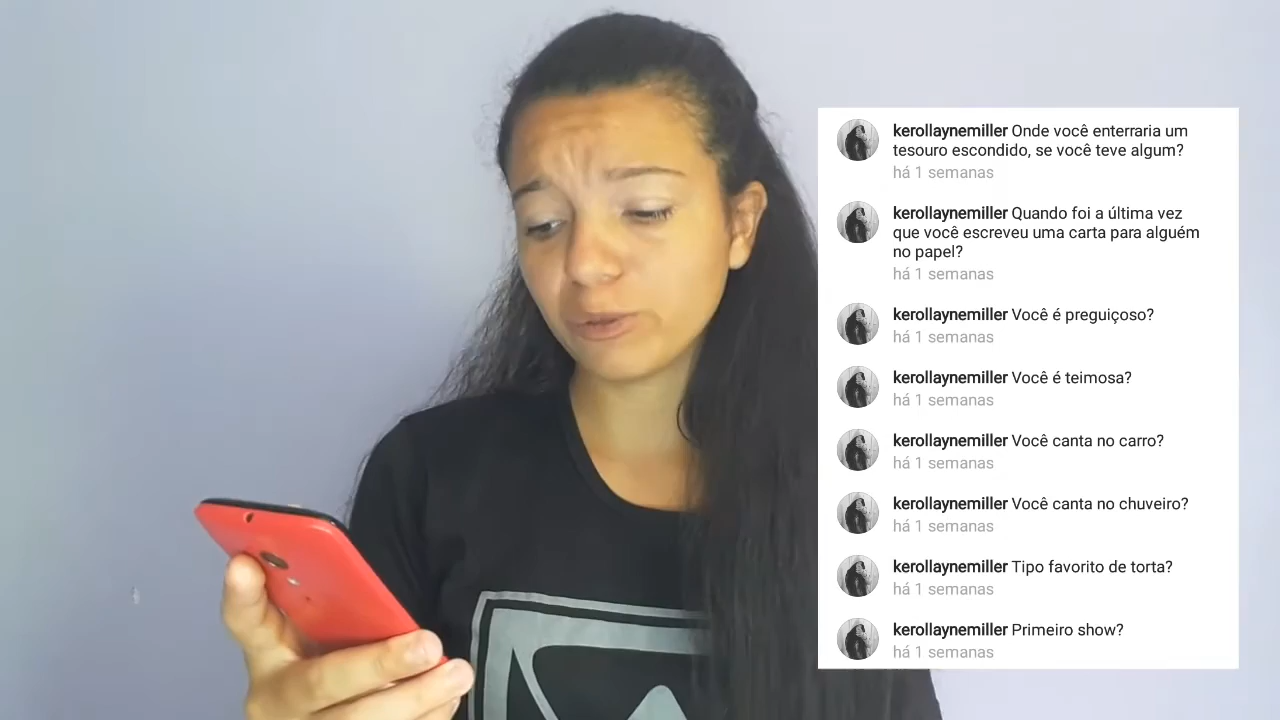 kerollaynemiller Onde você enterraria um
tesouro escondido, se você teve algum?
há 1 semanas
kerollaynemiller Quando foi a última vez
que você escreveu uma carta para alguém
no papel?
há 1 semanas
kerollaynemiller Você é preguiçoso?
há 1 semanas
kerollaynemiller Você é teimosa?
há 1 semanas
kerollaynemiller Você canta no carro?
há 1 semanas
kerollaynemiller Você canta no chuveiro?
há 1 semanas
kerollaynemiller Tipo favorito de torta?
há 1 semanas
kerollaynemiller Primeiro show?
há 1 semanas